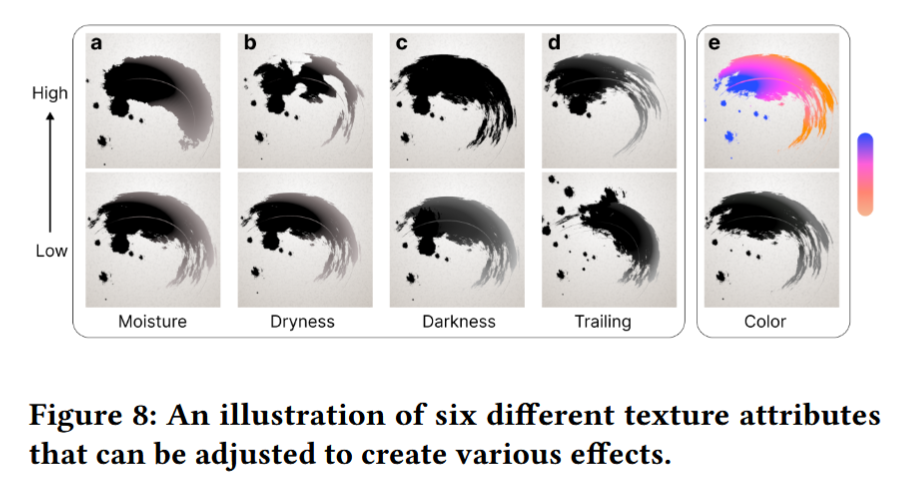 a b c d e
High
Low
Moisture Dryness Darkness Trailing Color
Figure 8: An illustration of six different texture attributes
that can be adjusted to create various effects.